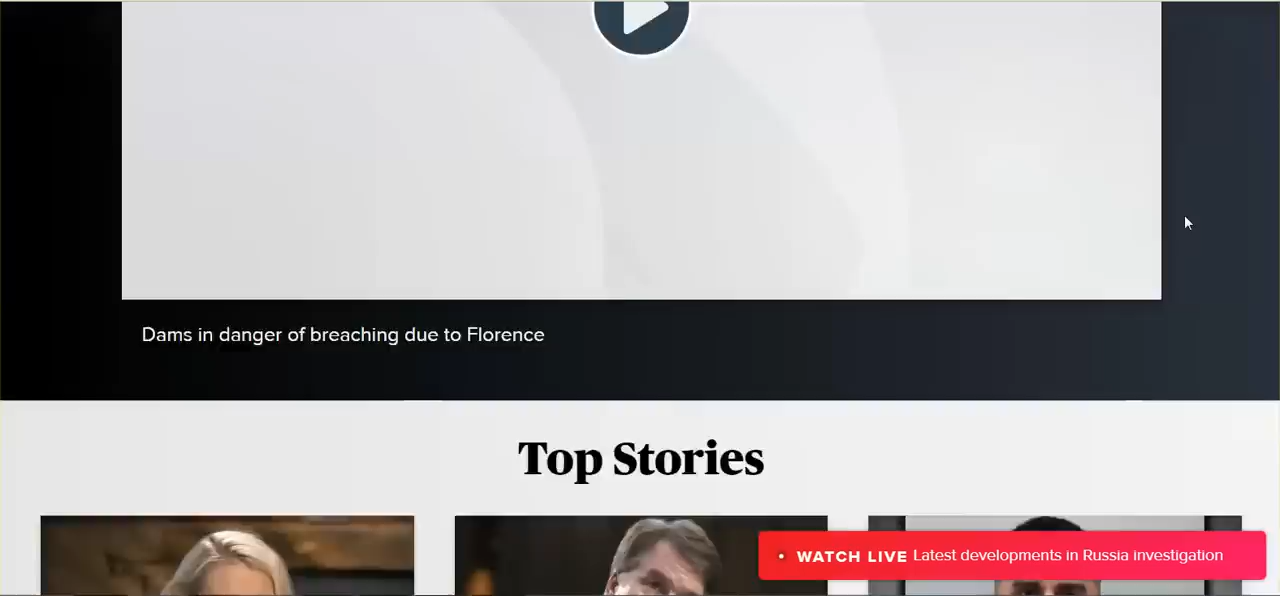 Dams in danger of breaching due to Florence
Top Stories
WATCH LIVE Latest developments in Russia investigation